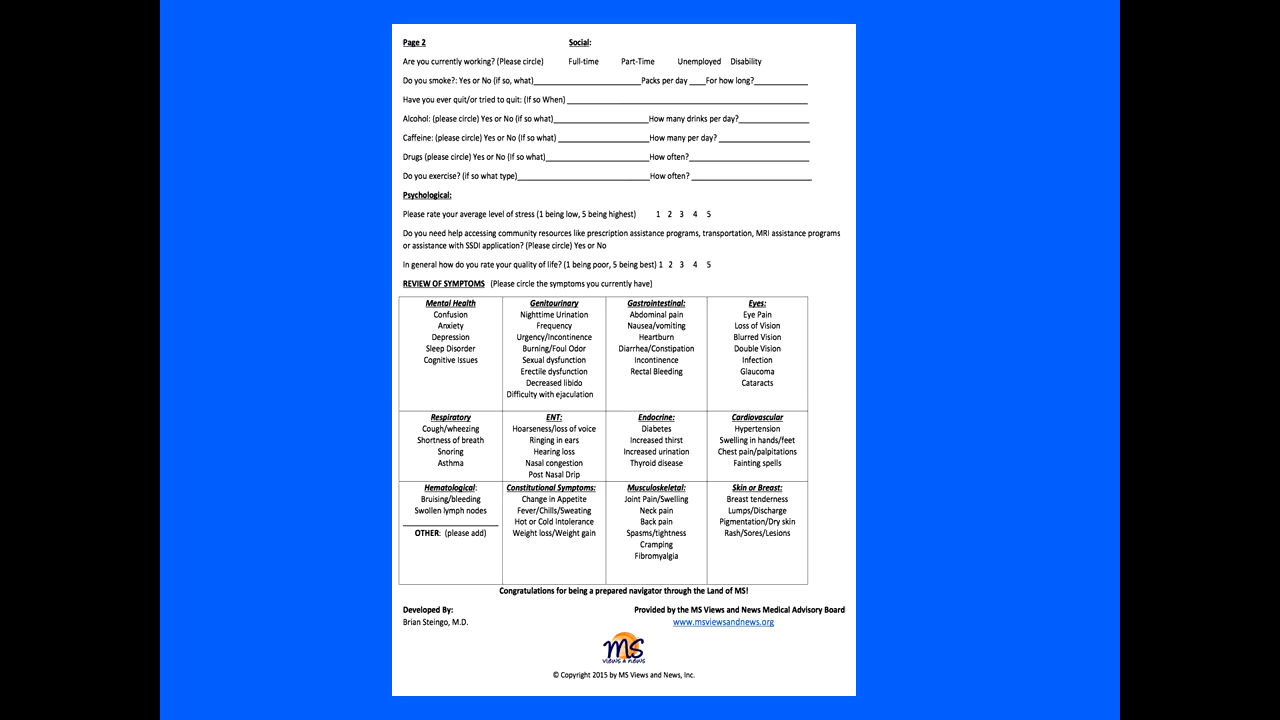 Page 2 Social:
Are you currently working? (Please circle) Full-time Part-Time Unemployed Disability
Do you smoke?: Yes or No (if so, what)__________________________Packs per day ____For how long?_____________
Have you ever quit/or tried to quit: (If so When) __________________________________________________________
Alcohol: (please circle) Yes or No (if so what)_______________________How many drinks per day?_________________
Caffeine: (please circle) Yes or No (If so what) ______________________How many per day? ______________________
Drugs (please circle) Yes or No (if so what)_________________________How often?_____________________________
Do you exercise? (if so what type)________________________________How often? _____________________________
Psychological:
Please rate your average level of stress (1 being low, 5 being highest) 1 2 3 4 5
Do you need help accessing community resources like prescription assistance programs, transportation, MRI assistance programs
or assistance with SSDI application? (Please circle) Yes or No
In general how do you rate your quality of life? (1 being poor, 5 being best) 1 2 3 4 5
REVIEW OF SYMPTOMS (Please circle the symptoms you currently have)
Mental Health
Confusion
Anxiety
Depression
Sleep Disorder
Cognitive Issues
Genitourinary
Nighttime Urination
Frequency
Urgency/Incontinence
Burning/Foul Odor
Sexual dysfunction
Erectile dysfunction
Decreased libido
Difficulty with ejaculation
Gastrointestinal:
Abdominal pain
Nausea/vomiting
Heartburn
Diarrhea/Constipation
Incontinence
Rectal Bleeding
Eyes:
Eye Pain
Loss of Vision
Blurred Vision
Double Vision
Infection
Glaucoma
Cataracts
Respiratory
Cough/wheezing
Shortness of breath
Snoring
Asthma
ENT:
Hoarseness/loss of voice
Ringing in ears
Hearing loss
Nasal congestion
Post Nasal Drip
Endocrine:
Diabetes
Increased thirst
Increased urination
Thyroid disease
Cardiovascular
Hypertension
Swelling in hands/feet
Chest pain/palpitations
Fainting spells
Hematological:
Bruising/bleeding
Swollen lymph nodes
_______________________
OTHER: (please add)
Constitutional Symptoms:
Change in Appetite
Fever/Chills/Sweating
Hot or Cold Intolerance
Weight loss/Weight gain
Musculoskeletal:
Joint Pain/Swelling
Neck pain
Back pain
Spasms/tightness
Cramping
Fibromyalgia
Skin or Breast:
Breast tenderness
Lumps/Discharge
Pigmentation/Dry skin
Rash/Sores/Lesions
Congratulations for being a prepared navigator through the Land of MS!
Developed By: Provided by the MS Views and News Medical Advisory Board
Brian Steingo, M.D. www.msviewsandnews.org
MS
VIEWS & NEWS
© Copyright 2015 by MS Views and News, Inc.